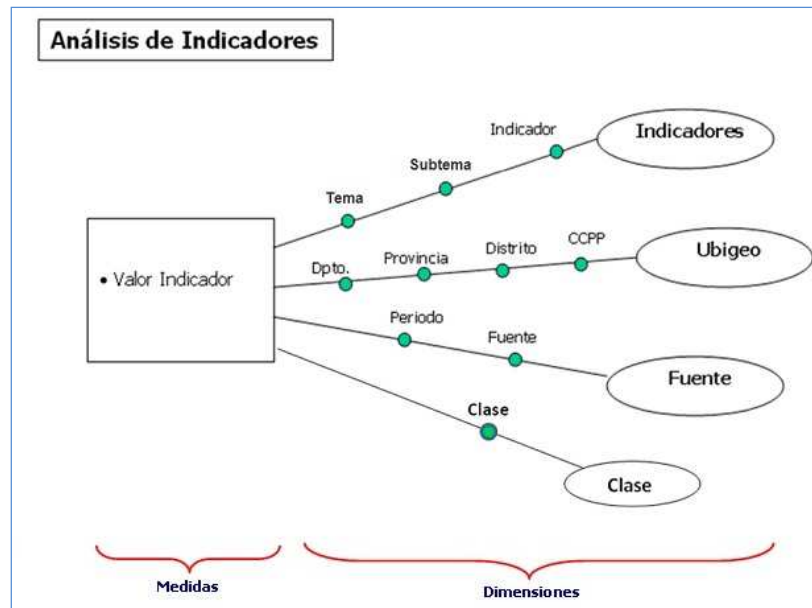 Análisis de Indicadores
Indicador
Indicadores
Subtema
Tema
CCPP
Ubigeo
Distrito
Provincia
Dpto.
• Valor Indicador
Periodo
Fuente
Fuente
Clase
Clase
Medidas
Dimensiones